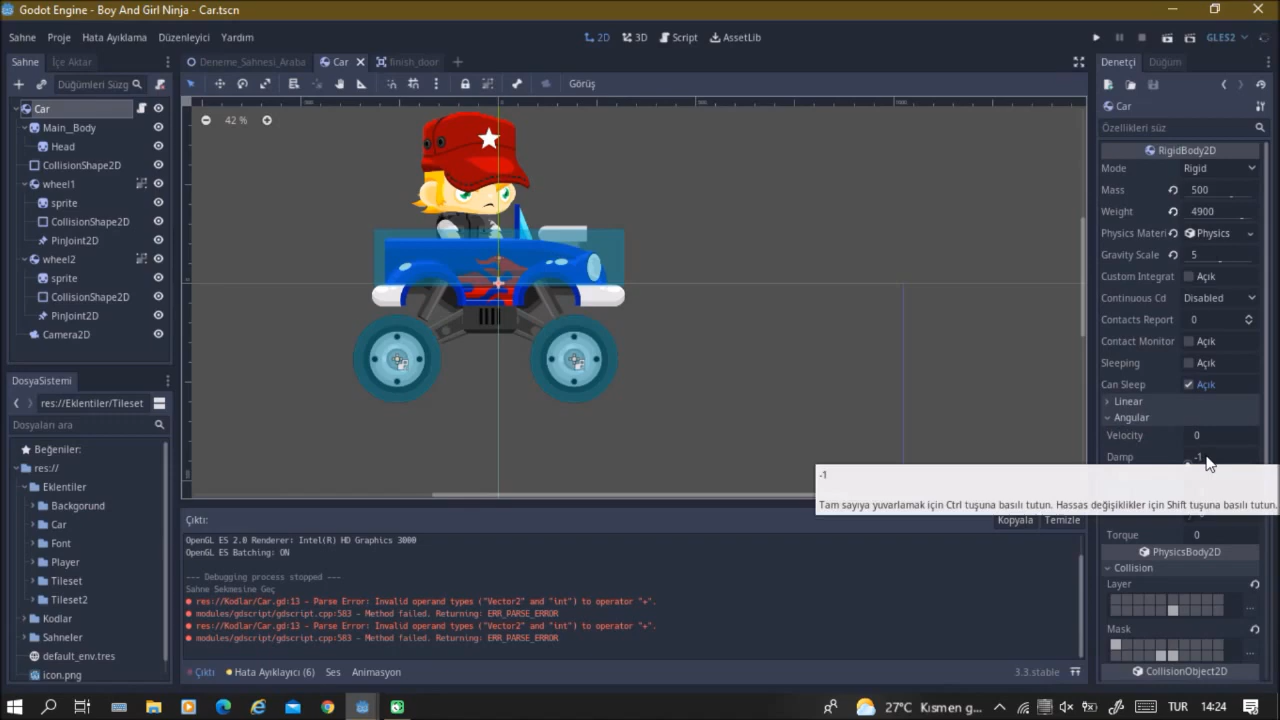 Godot Engine - Boy And Girl Ninja - Car.tscn
Sahne Proje Hata Ayıklama Düzenleyici Yardım
2D 3D Script AssetLib
GLES2
Sahne İçe Aktar
Düğümleri Süzg
Car
Main_Body
Head
CollisionShape2D
wheel1
sprite
CollisionShape2D
PinJoint2D
wheel2
sprite
CollisionShape2D
PinJoint2D
Camera2D
DosyaSistemi
res://Eklentiler/Tileset
Dosyaları ara
Beğeniler:
res://
Eklentiler
Backgorund
Car
Font
Player
Tileset
Tileset2
Kodlar
Sahneler
default_env.tres
icon.png
Deneme_Sahnesi_Araba Car finish_door
Görüş
42 %
Çıktı:
Kopyala Temizle
OpenGL ES 2.0 Renderer: Intel(R) HD Graphics 3000
OpenGL ES Batching: ON
--- Debugging process stopped ---
Sahne Sekmesine Geç
res://Kodlar/Car.gd:13 - Parse Error: Invalid operand types ("Vector2" and "int") to operator "+".
modules/gdscript/gdscript.cpp:583 - Method failed. Returning: ERR_PARSE_ERROR
res://Kodlar/Car.gd:13 - Parse Error: Invalid operand types ("Vector2" and "int") to operator "+".
modules/gdscript/gdscript.cpp:583 - Method failed. Returning: ERR_PARSE_ERROR
Çıktı Hata Ayıklayıcı (6) Ses Animasyon
3.3.stable
Denetçi Düğüm
Car
Özellikleri süz
RigidBody2D
Mode Rigid
Mass 500
Weight 4900
Physics Materi Physics
Gravity Scale 5
Custom Integrat Açık
Continuous Cd Disabled
Contacts Report 0
Contact Monitor Açık
Sleeping Açık
Can Sleep Açık
Linear
Angular
Velocity 0
Damp -1
-1
Tam sayıya yuvarlamak için Ctrl tuşuna basılı tutun. Hassas değişiklikler için Shift tuşuna basılı tutun.
Torque 0
PhysicsBody2D
Collision
Layer
Mask
CollisionObject2D
27°C Kısmen g...
TUR 14:24